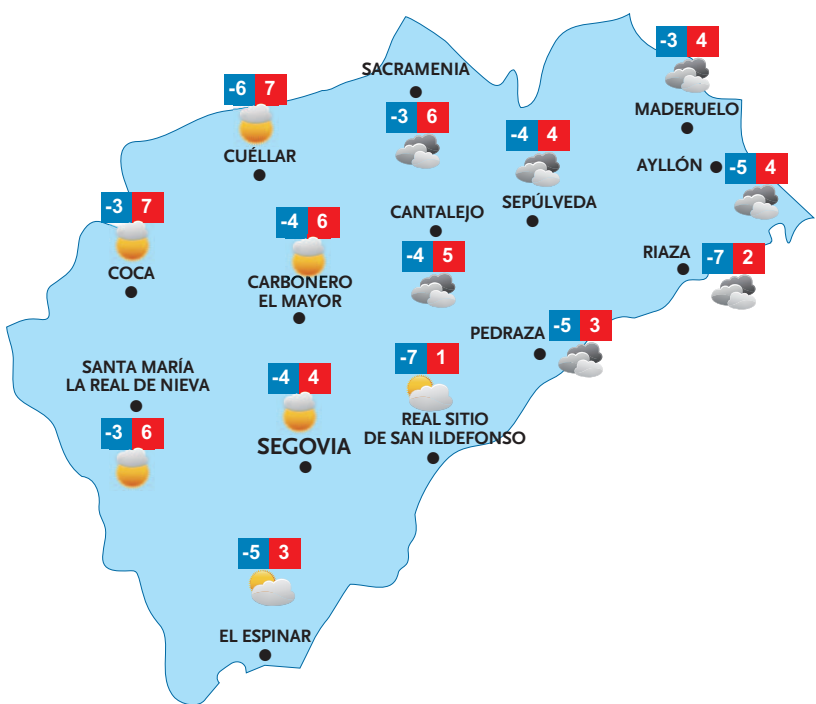 -3 4
MADERUELO
SACRAMENIA
-3 6
-6 7
CUÉLLAR
-4 4
SEPÚLVEDA
AYLLÓN
-5 4
-3 7
COCA
-4 6
CARBONERO
EL MAYOR
CANTALEJO
-4 5
RIAZA
-7 2
PEDRAZA
-5 3
SANTA MARÍA
LA REAL DE NIEVA
-3 6
-4 4
SEGOVIA
-7 1
REAL SITIO
DE SAN ILDEFONSO
-5 3
EL ESPINAR